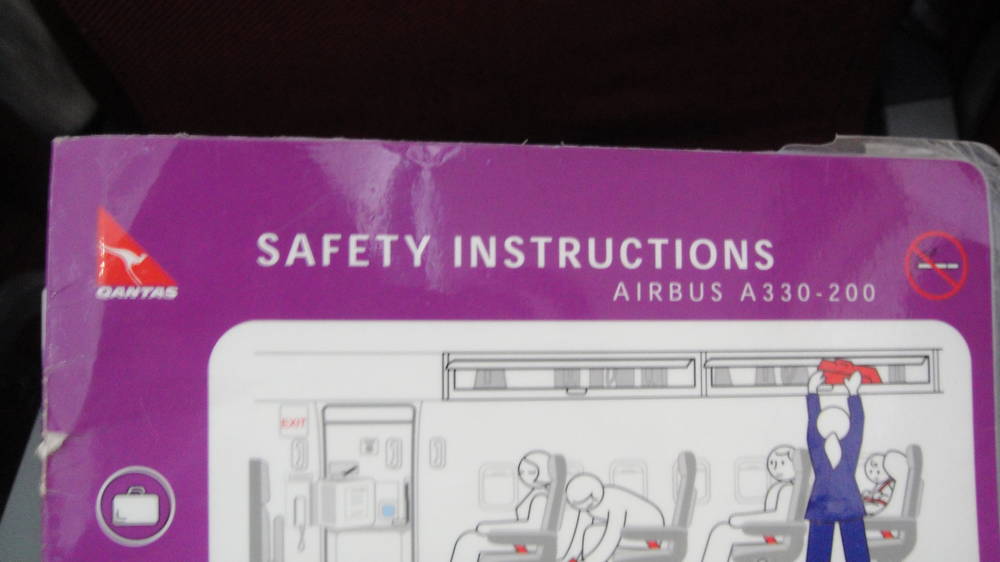 SAFETY INSTRUCTIONS
AIRBUS A330-200
QANTAS
EXIT